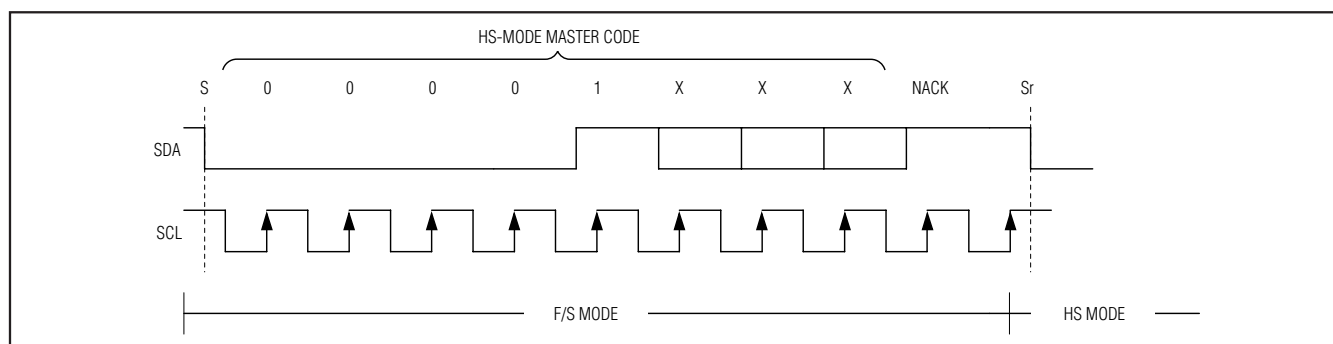 HS-MODE MASTER CODE
S 0 0 0 0 1 X X X NACK Sr
SDA
SCL
F/S MODE HS MODE